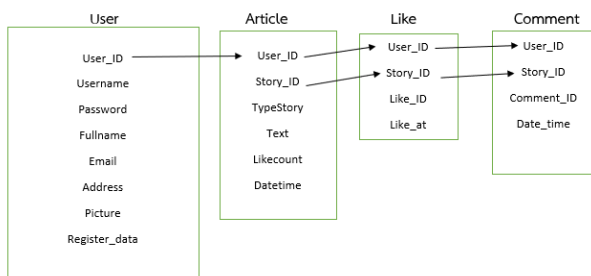 User
User_ID
Username
Password
Fullname
Email
Address
Picture
Register_data
Article
User_ID
Story_ID
TypeStory
Text
Likecount
Datetime
Like
User_ID
Story_ID
Like_ID
Like_at
Comment
User_ID
Story_ID
Comment_ID
Date_time